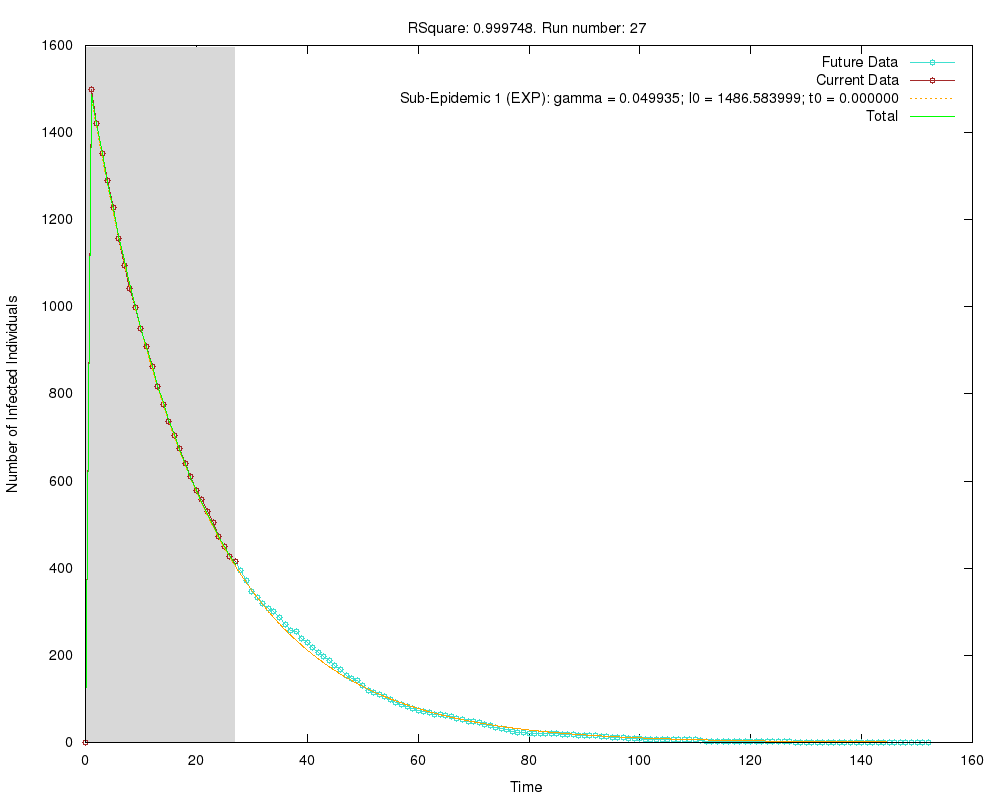 RSquare: 0.999748. Run number: 27
Future Data
Current Data
Sub-Epidemic 1 (EXP): gamma = 0.049935; I0 = 1486.583999; t0 = 0.000000
Total
1600
1400
1200
1000
800
600
400
200
0
Number of Infected Individuals
0 20 40 60 80 100 120 140 160
Time